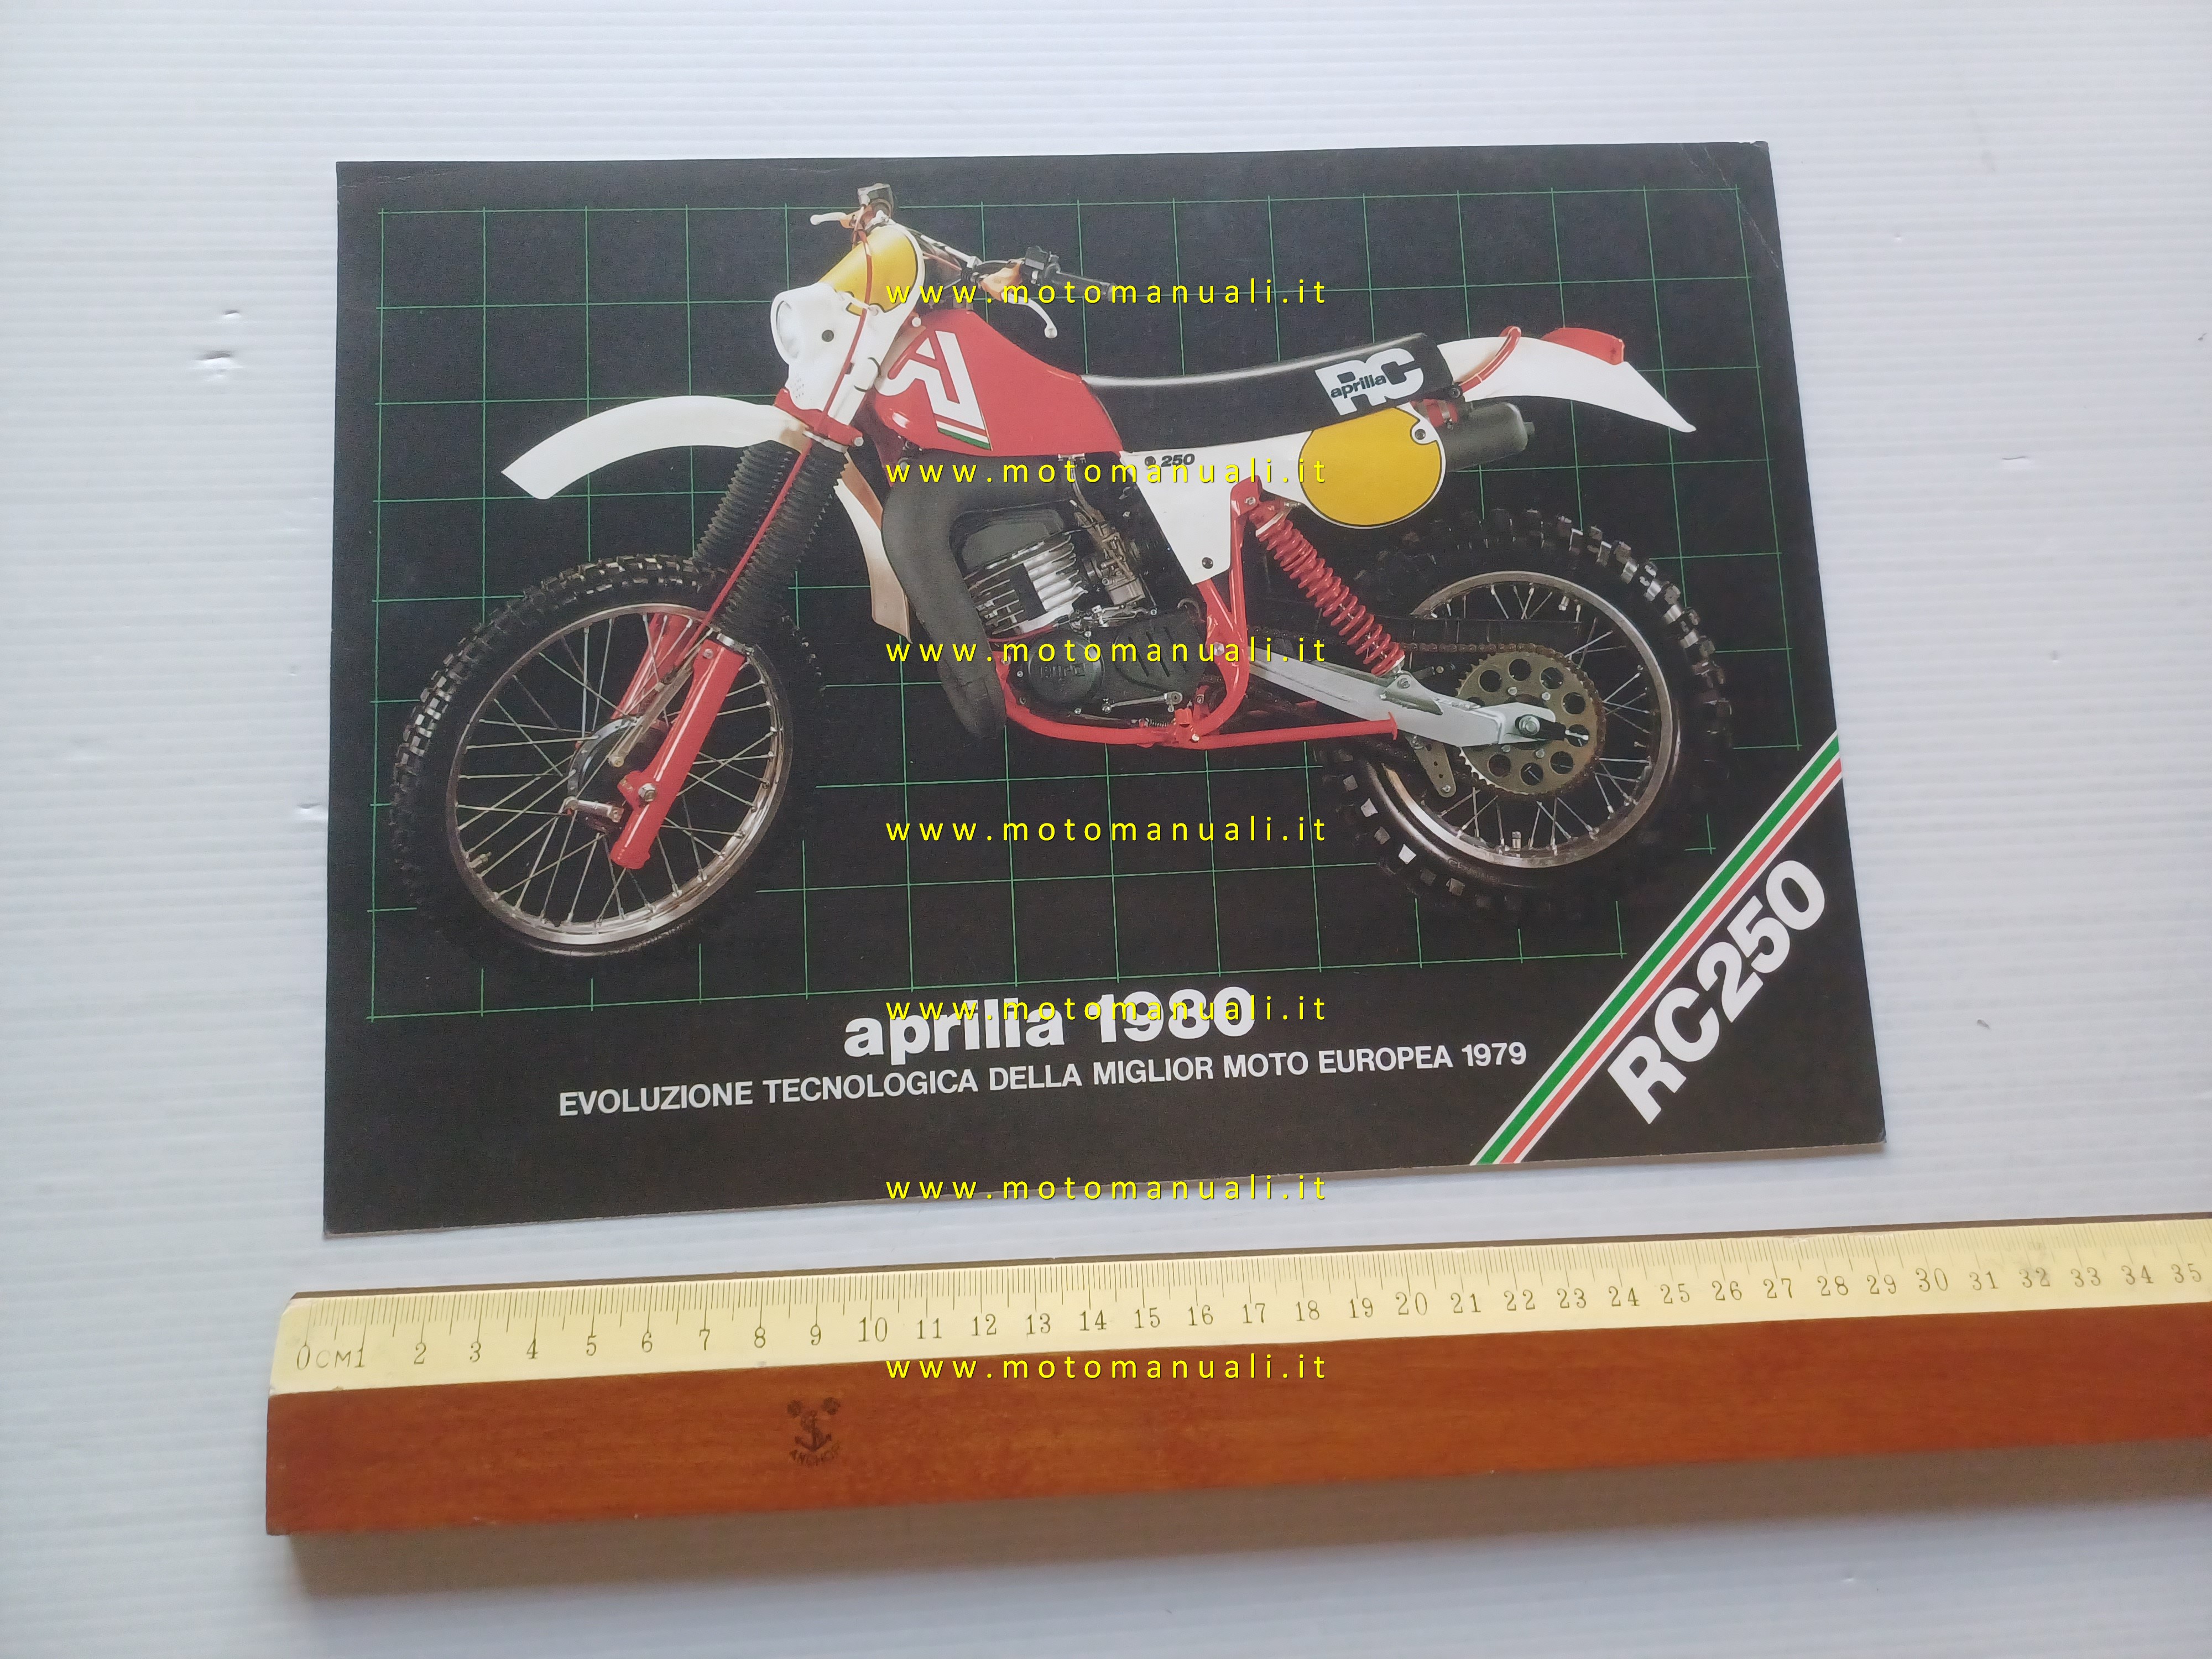 www.motomanuali.it
aprilia RC
250
www.motomanuali.it
www.motomanuali.it
www.motomanuali.it
RC250
aprilia 1980
www.motomanuali.it
EVOLUZIONE TECNOLOGICA DELLA MIGLIOR MOTO EUROPEA 1979
www.motomanuali.it
0CM1 2 3 4 5 6 7 8 9 10 11 12 13 14 15 16 17 18 19 20 21 22 23 24 25 26 27 28 29 30 31 32 33 34 35
www.motomanuali.it
ANCHOR